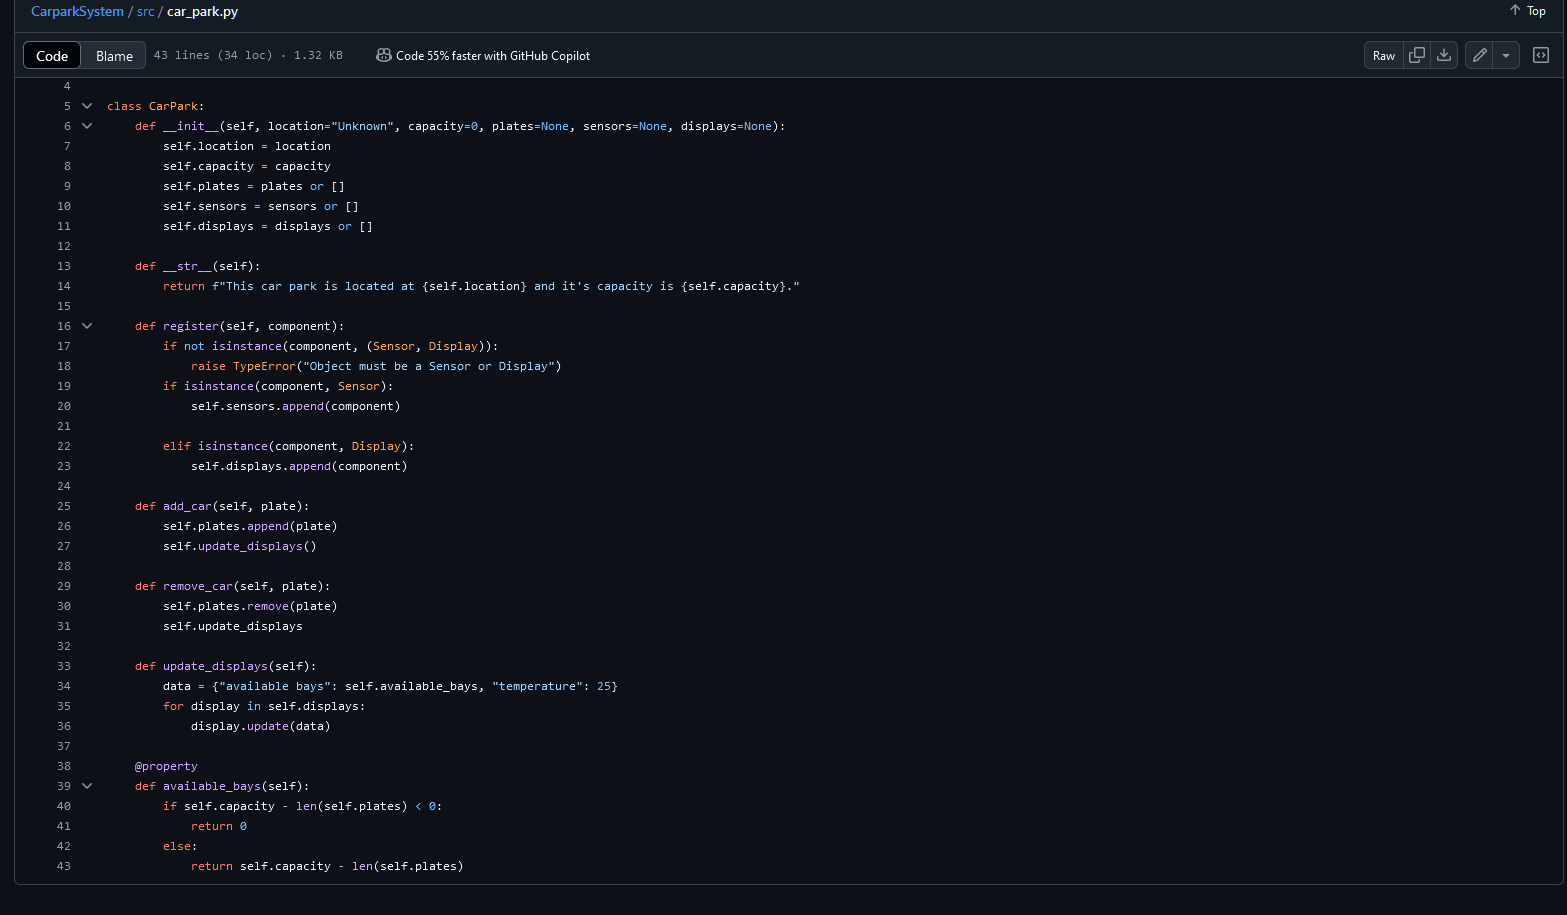 CarparkSystem / src / car_park.py
↑ Top
Code Blame 43 lines (34 loc) · 1.32 KB Code 55% faster with GitHub Copilot Raw
4
5 class CarPark:
6     def __init__(self, location="Unknown", capacity=0, plates=None, sensors=None, displays=None):
7         self.location = location
8         self.capacity = capacity
9         self.plates = plates or []
10         self.sensors = sensors or []
11         self.displays = displays or []
12
13     def __str__(self):
14         return f"This car park is located at {self.location} and it's capacity is {self.capacity}."
15
16     def register(self, component):
17         if not isinstance(component, (Sensor, Display)):
18             raise TypeError("Object must be a Sensor or Display")
19         if isinstance(component, Sensor):
20             self.sensors.append(component)
21
22         elif isinstance(component, Display):
23             self.displays.append(component)
24
25     def add_car(self, plate):
26         self.plates.append(plate)
27         self.update_displays()
28
29     def remove_car(self, plate):
30         self.plates.remove(plate)
31         self.update_displays
32
33     def update_displays(self):
34         data = {"available bays": self.available_bays, "temperature": 25}
35         for display in self.displays:
36             display.update(data)
37
38     @property
39     def available_bays(self):
40         if self.capacity - len(self.plates) < 0:
41             return 0
42         else:
43             return self.capacity - len(self.plates)